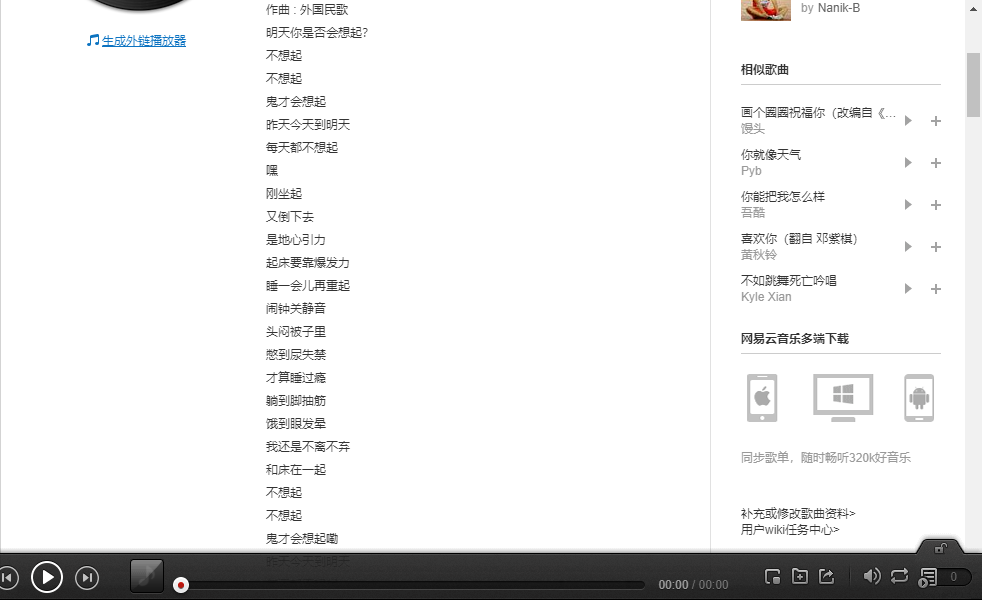 作曲 : 外国民歌
明天你是否会想起?
不想起
不想起
鬼才会想起
昨天今天到明天
每天都不想起
嘿
刚坐起
又倒下去
是地心引力
起床要靠爆发力
睡一会儿再重起
闹钟关静音
头闷被子里
憋到尿失禁
才算睡过瘾
躺到脚抽筋
饿到眼发晕
我还是不离不弃
和床在一起
不想起
不想起
鬼才会想起嘞
昨天今天到明天
生成外链播放器
by Nanik-B
相似歌曲
画个圆圆祝福你（改编自《...
馒头
你就像天气
Pyb
你能把我怎么样
吾酷
喜欢你（翻自 邓紫棋）
黄秋铃
不如跳舞死亡吟唱
Kyle Xian
网易云音乐多端下载
同步歌单，随时畅听320k好音乐
补充或修改歌曲资料>
用户wiki任务中心>
00:00 / 00:00
0